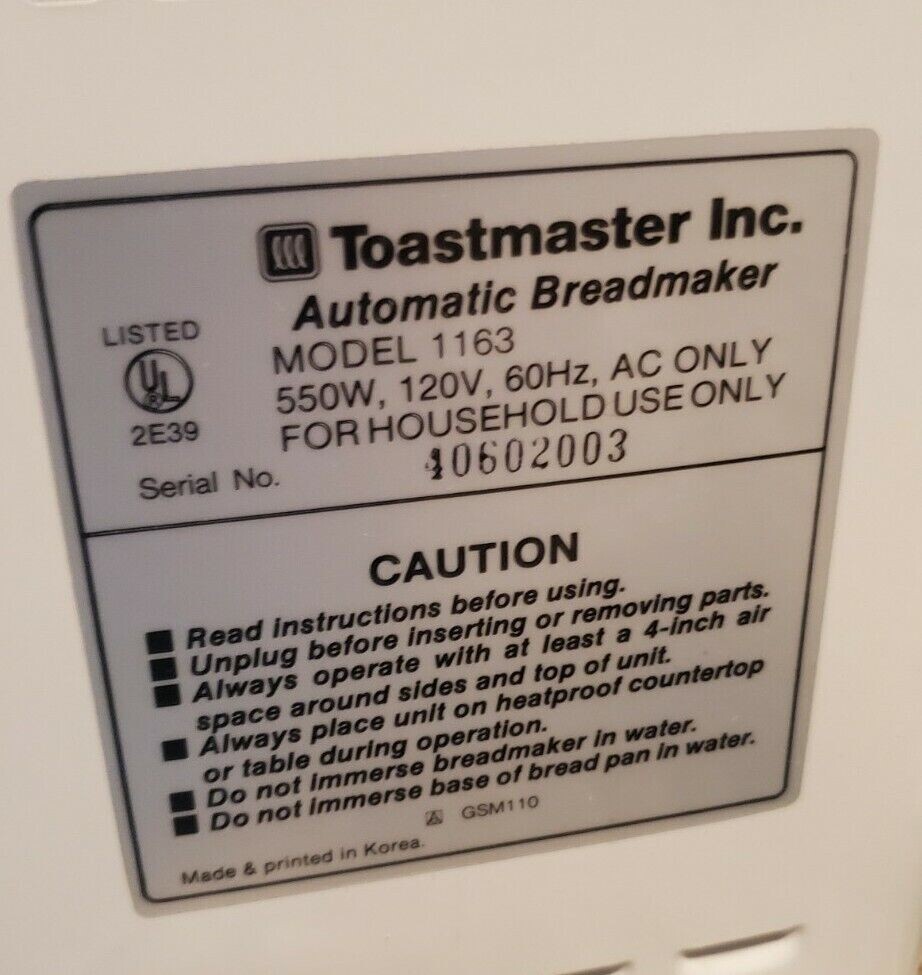 Toastmaster Inc.
Automatic Breadmaker
LISTED
MODEL 1163
UL
550W, 120V, 60Hz, AC ONLY
2E39
FOR HOUSEHOLD USE ONLY
Serial No. 40602003
CAUTION
■ Read instructions before using.
■ Unplug before inserting or removing parts.
■ Always operate with at least a 4-inch air
space around sides and top of unit.
■ Always place unit on heatproof countertop
or table during operation.
■ Do not immerse breadmaker in water.
■ Do not immerse base of bread pan in water.
GSM110
Made & printed in Korea.